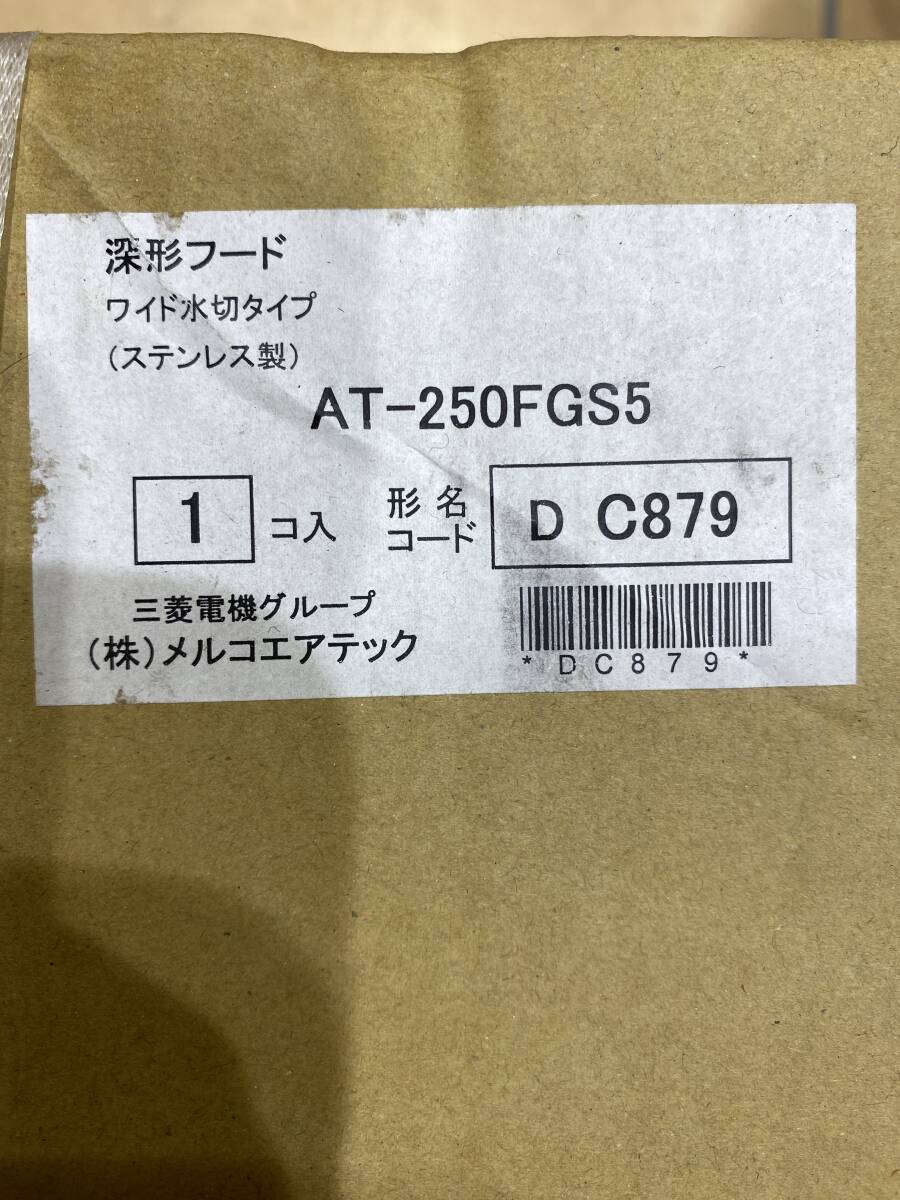 深形フード
ワイド水切タイプ
(ステンレス製)
AT-250FGS5
1 コ入
形名コード
D C879
三菱電機グループ
(株)メルコエアテック
*DC879*